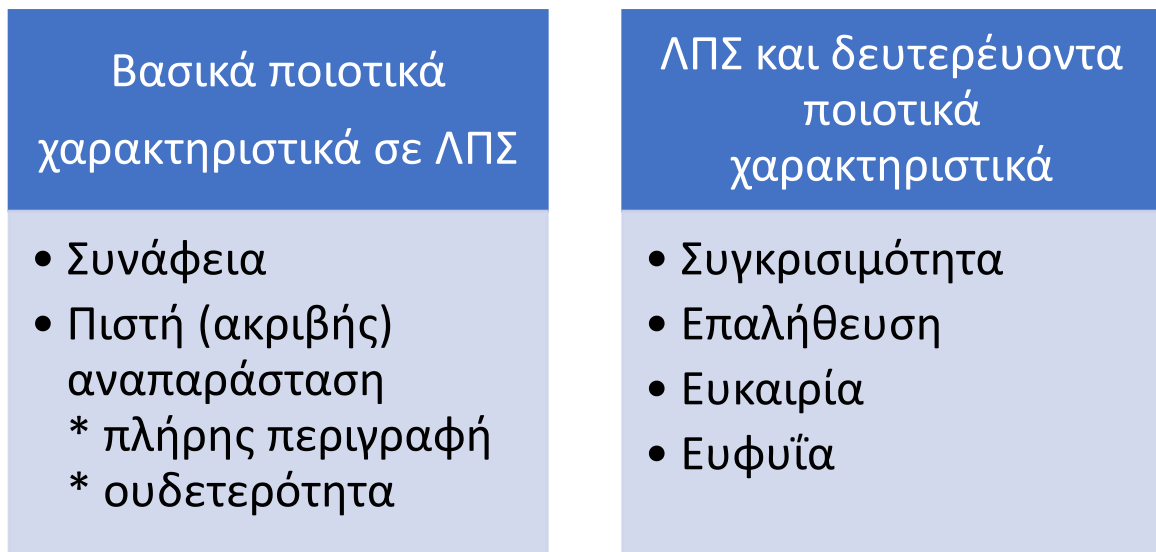 Βασικά ποιοτικά
χαρακτηριστικά σε ΛΠΣ
• Συνάφεια
• Πιστή (ακριβής)
αναπαράσταση
* πλήρης περιγραφή
* ουδετερότητα
ΛΠΣ και δευτερέυοντα
ποιοτικά
χαρακτηριστικά
• Συγκρισιμότητα
• Επαλήθευση
• Ευκαιρία
• Ευφυΐα